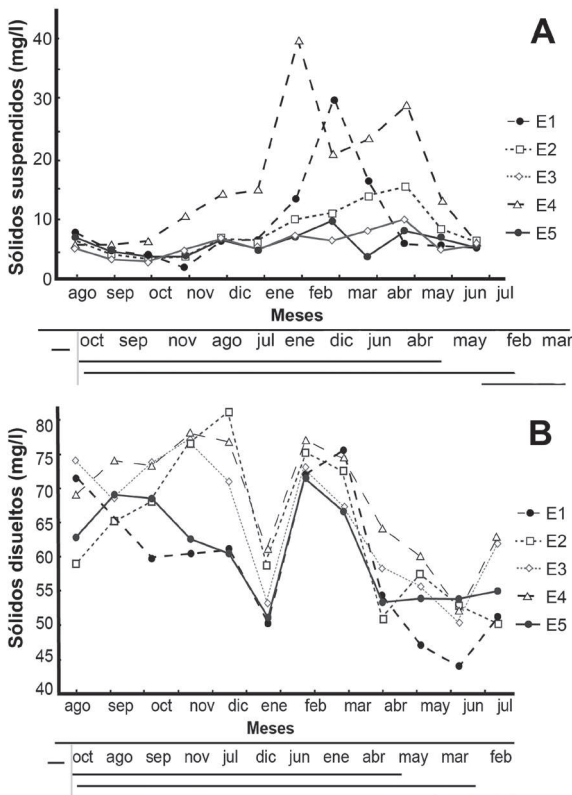 A
Sólidos suspendidos (mg/l)
40
30
20
10
0
E1
E2
E3
E4
E5
ago sep oct nov dic ene feb mar abr may jun jul
Meses
oct sep nov ago jul ene dic jun abr may feb mar
B
Sólidos disueltos (mg/l)
80
75
70
65
60
55
50
45
40
E1
E2
E3
E4
E5
ago sep oct nov dic ene feb mar abr may jun jul
Meses
oct ago sep nov jul dic jun ene abr may mar feb